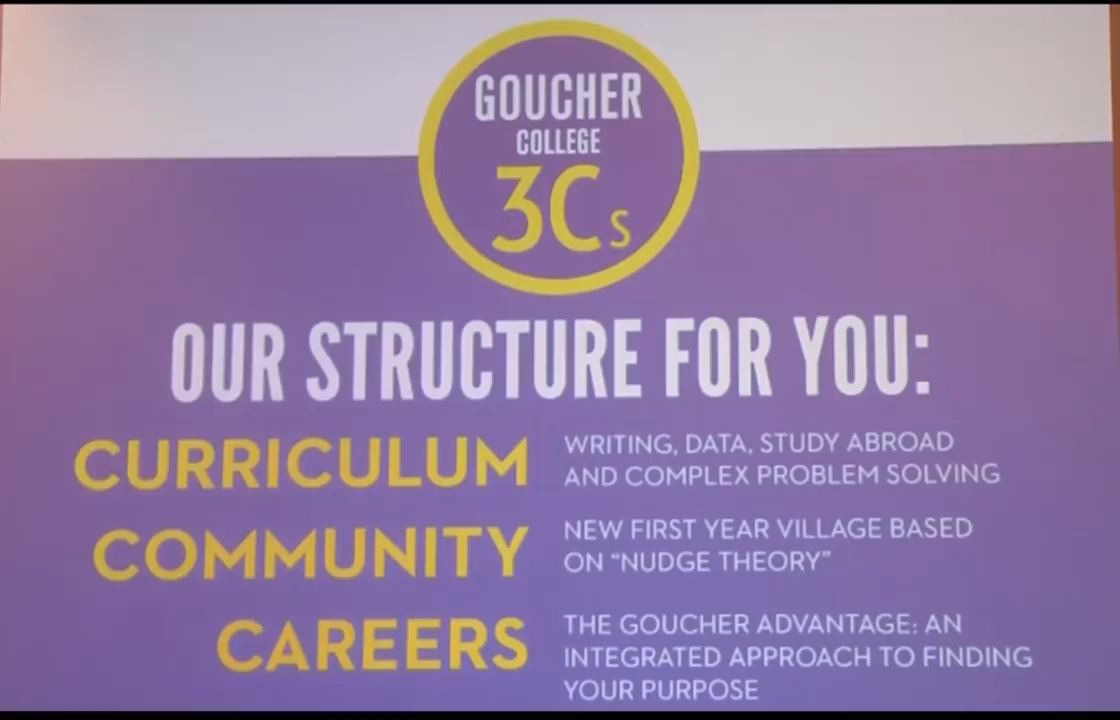 GOUCHER
COLLEGE
3Cs
OUR STRUCTURE FOR YOU:
CURRICULUM
WRITING, DATA, STUDY ABROAD
AND COMPLEX PROBLEM SOLVING
COMMUNITY
NEW FIRST YEAR VILLAGE BASED
ON “NUDGE THEORY”
CAREERS
THE GOUCHER ADVANTAGE: AN
INTEGRATED APPROACH TO FINDING
YOUR PURPOSE